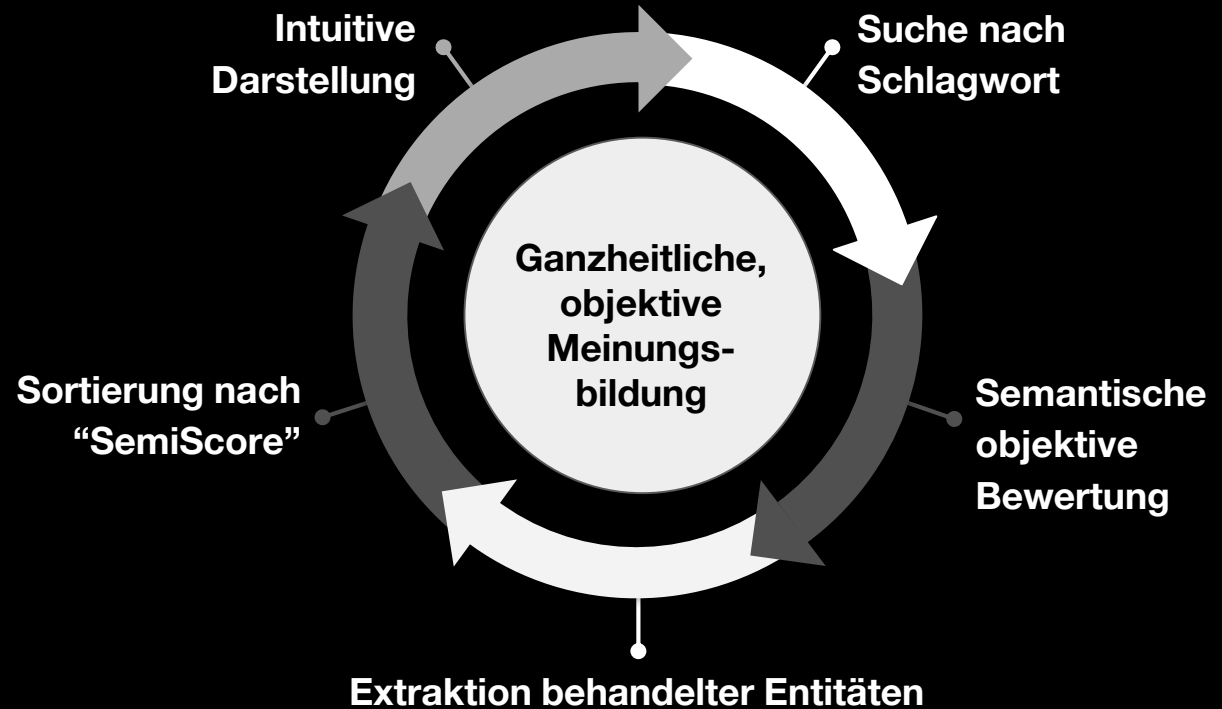 Intuitive
Darstellung
Suche nach
Schlagwort
Ganzheitliche,
objektive
Meinungs-
bildung
Sortierung nach
“SemiScore”
Semantische
objektive
Bewertung
Extraktion behandelter Entitäten